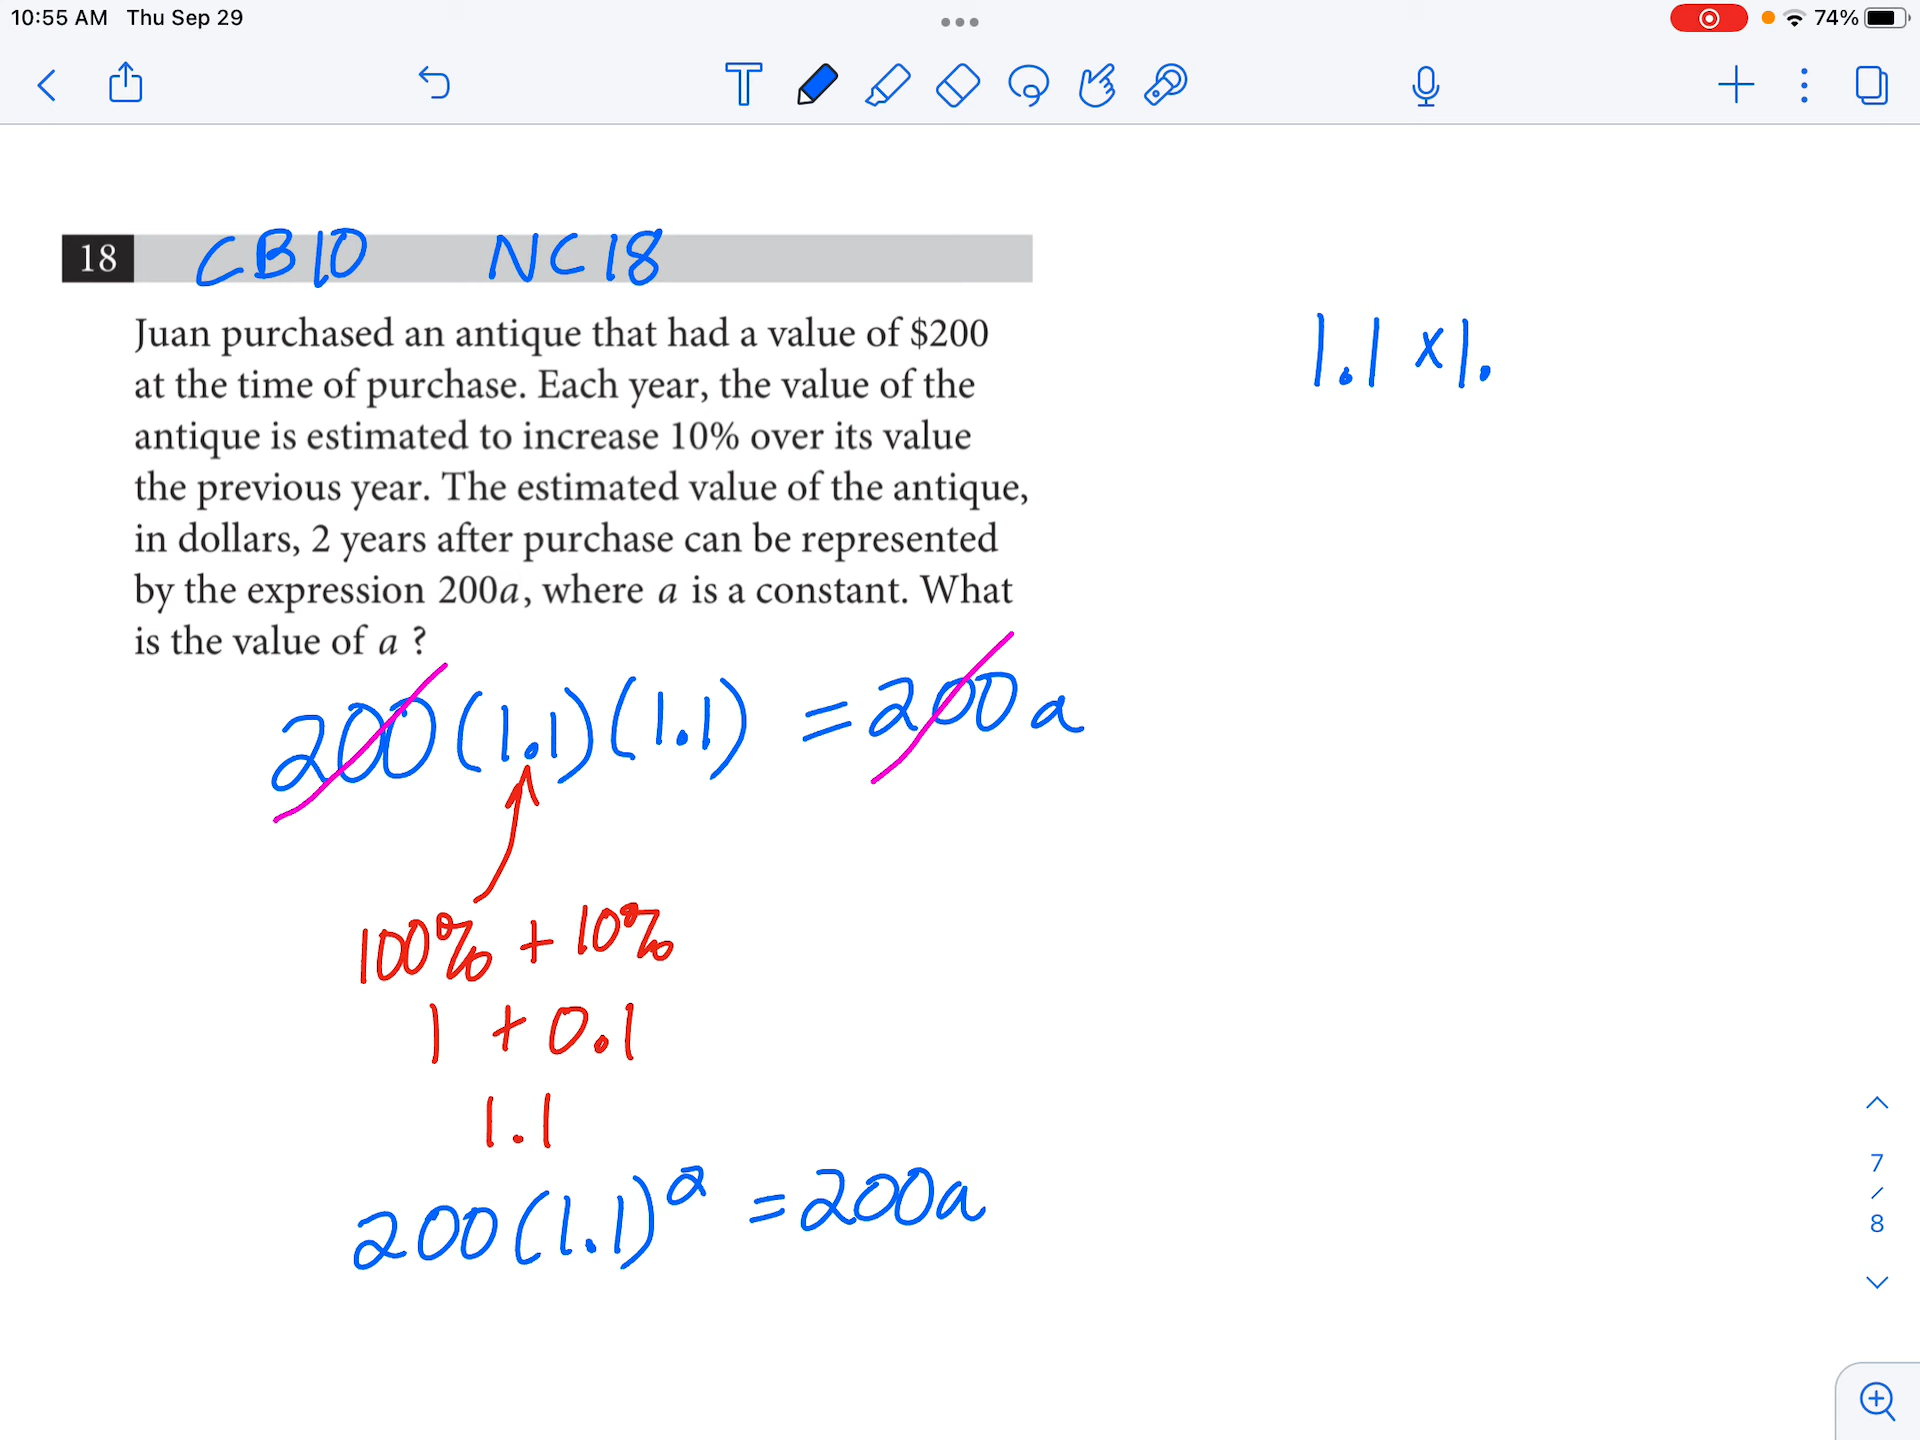 10:55 AM Thu Sep 29
74%
T
18 CB10 NC18
Juan purchased an antique that had a value of $200
at the time of purchase. Each year, the value of the
antique is estimated to increase 10% over its value
the previous year. The estimated value of the antique,
in dollars, 2 years after purchase can be represented
by the expression 200a, where a is a constant. What
is the value of a ?
1.1 x1.
200(1.1)(1.1) = 200a
100% + 10%
1 + 0.1
1.1
200(1.1)² = 200a
7
/
8